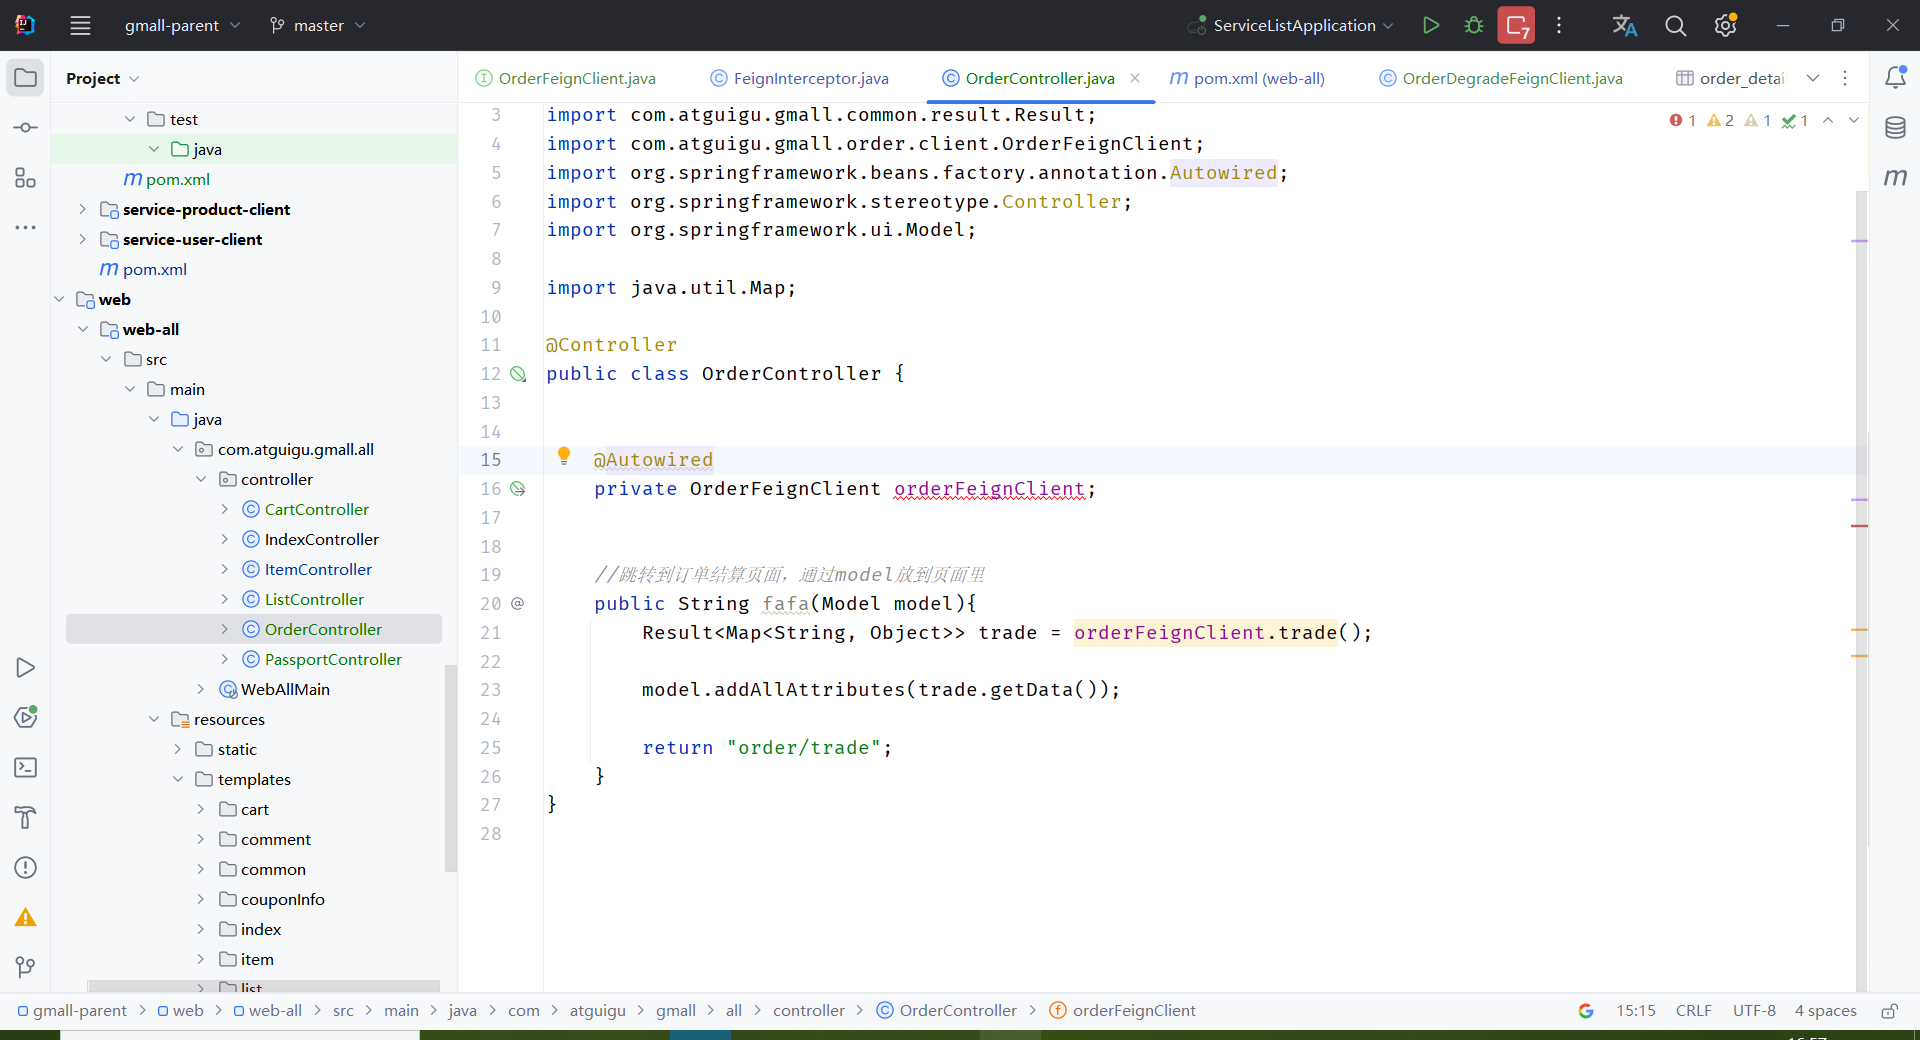 gmall-parent
master
ServiceListApplication
7
Project
OrderFeignClient.java
FeignInterceptor.java
OrderController.java
pom.xml (web-all)
OrderDegradeFeignClient.java
order_detai
test
java
pom.xml
service-product-client
service-user-client
pom.xml
web
web-all
src
main
java
com.atguigu.gmall.all
controller
CartController
IndexController
ItemController
ListController
OrderController
PassportController
WebAllMain
resources
static
templates
cart
comment
common
couponInfo
index
item
list
1 2 1 1
3 import com.atguigu.gmall.common.result.Result;
4 import com.atguigu.gmall.order.client.OrderFeignClient;
5 import org.springframework.beans.factory.annotation.Autowired;
6 import org.springframework.stereotype.Controller;
7 import org.springframework.ui.Model;
8
9 import java.util.Map;
10
11 @Controller
12 public class OrderController {
13
14
15 @Autowired
16 private OrderFeignClient orderFeignClient;
17
18
19 //跳转到订单结算页面，通过model放到页面里
20 public String fafa(Model model){
21 Result<Map<String, Object>> trade = orderFeignClient.trade();
22
23 model.addAllAttributes(trade.getData());
24
25 return "order/trade";
26 }
27 }
28
gmall-parent > web > web-all > src > main > java > com > atguigu > gmall > all > controller > OrderController > orderFeignClient
15:15 CRLF UTF-8 4 spaces